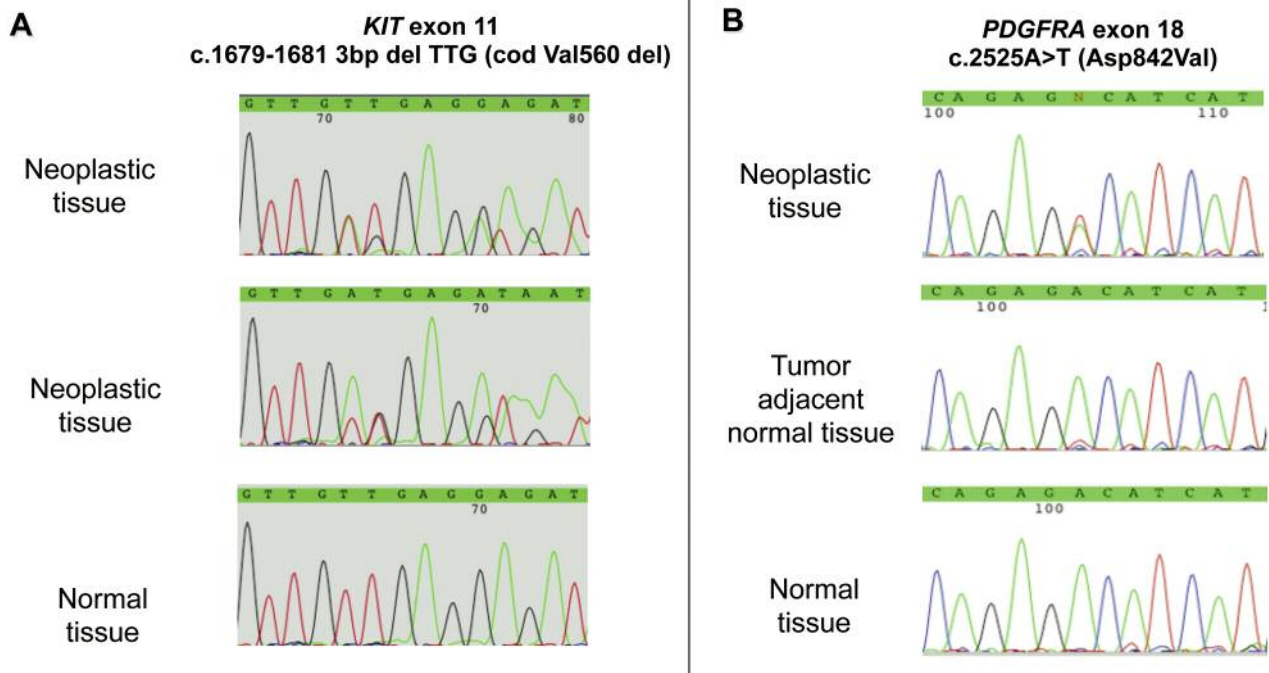 A
KIT exon 11
c.1679-1681 3bp del TTG (cod Val560 del)
Neoplastic
tissue
G T T G T T G A G G A G A T
70 80
Neoplastic
tissue
G T T G A T G A G A T A A T
70
Normal
tissue
G T T G T T G A G G A G A T
70
B
PDGFRA exon 18
c.2525A>T (Asp842Val)
Neoplastic
tissue
C A G A G N C A T C A T
100 110
Tumor
adjacent
normal tissue
C A G A G A C A T C A T
100
Normal
tissue
C A G A G A C A T C A T
100